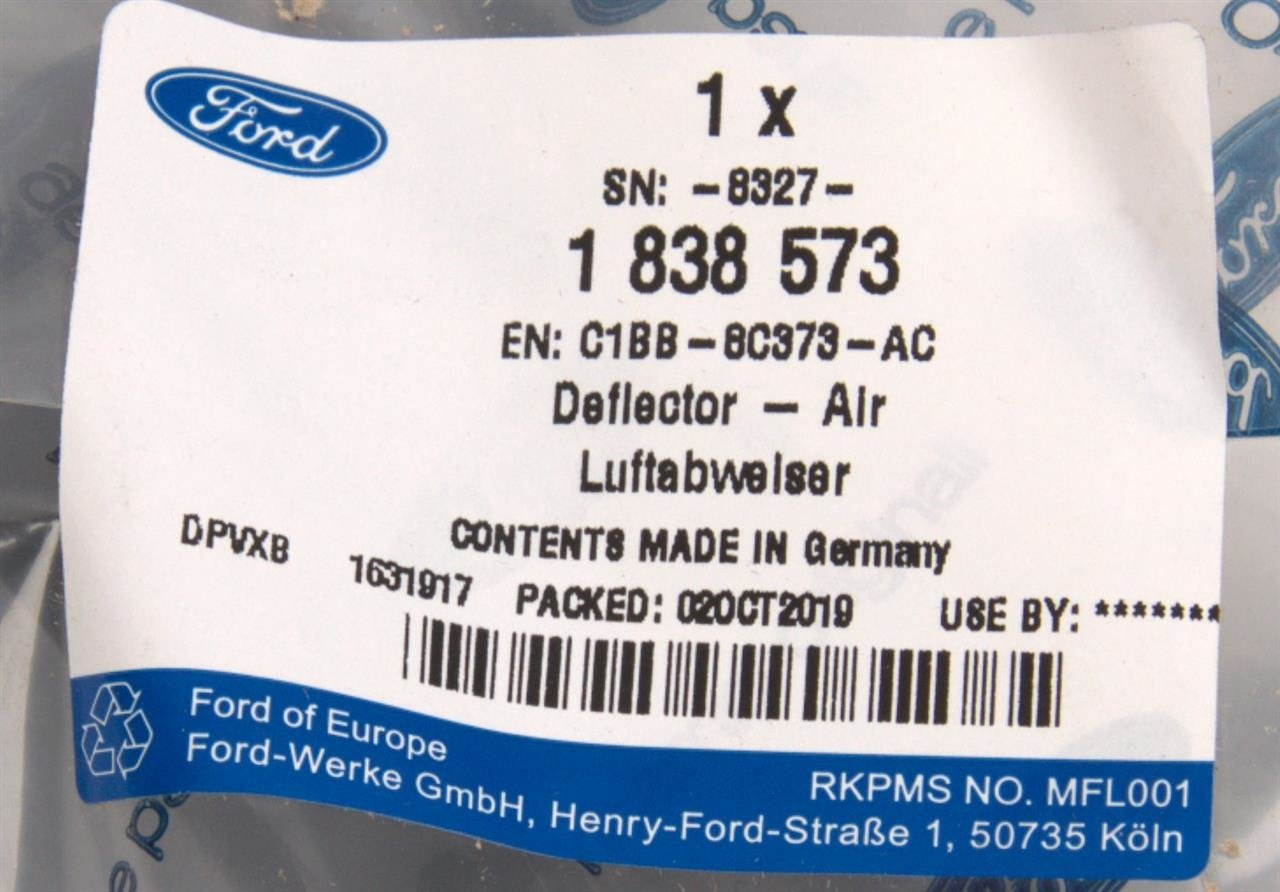 Ford
1 x
SN: -8327-
1 838 573
EN: C1BB-8C373-AC
Deflector - Air
Luftabweiser
CONTENTS MADE IN Germany
DPVXB
1631917
PACKED: 02OCT2019
USE BY: *******
Ford of Europe
Ford-Werke GmbH, Henry-Ford-Straße 1, 50735 Köln
RKPMS NO. MFL001